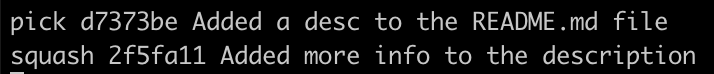 pick d7373be Added a desc to the README.md file
squash 2f5fa11 Added more info to the description